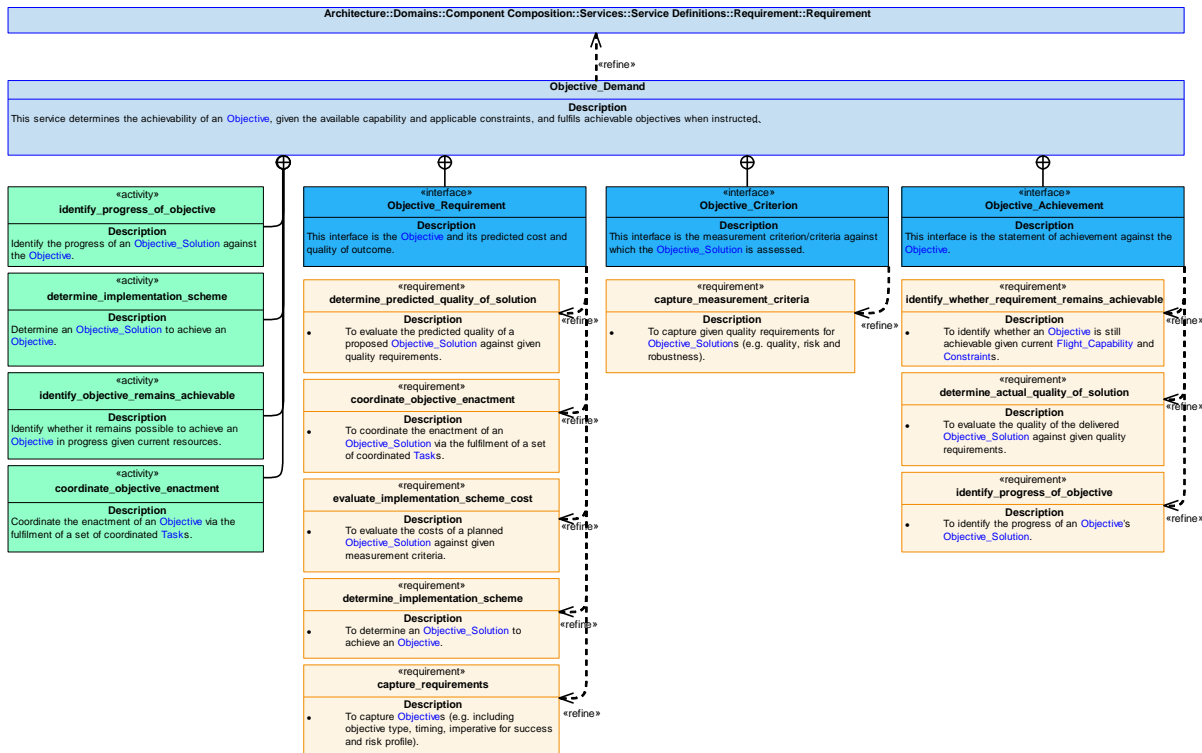 Architecture::Domains::Component Composition::Services::Service Definitions::Requirement::Requirement
«refine»
Objective_Demand
Description
This service determines the achievability of an Objective, given the available capability and applicable constraints, and fulfils achievable objectives when instructed.
«activity»
identify_progress_of_objective
Description
Identify the progress of an Objective_Solution against
the Objective.
«activity»
determine_implementation_scheme
Description
Determine an Objective_Solution to achieve an
Objective.
«activity»
identify_objective_remains_achievable
Description
Identify whether it remains possible to achieve an
Objective in progress given current resources.
«activity»
coordinate_objective_enactment
Description
Coordinate the enactment of an Objective via the
fulfilment of a set of coordinated Tasks.
«interface»
Objective_Requirement
Description
This interface is the Objective and its predicted cost and
quality of outcome.
«requirement»
determine_predicted_quality_of_solution
Description
• To evaluate the predicted quality of a
proposed Objective_Solution against given
quality requirements.
«refine»
«requirement»
coordinate_objective_enactment
Description
• To coordinate the enactment of an
Objective_Solution via the fulfilment of a set
of coordinated Tasks.
«refine»
«requirement»
evaluate_implementation_scheme_cost
Description
• To evaluate the costs of a planned
Objective_Solution against given
measurement criteria.
«refine»
«requirement»
determine_implementation_scheme
Description
• To determine an Objective_Solution to
achieve an Objective.
«refine»
«requirement»
capture_requirements
Description
• To capture Objectives (e.g. including
objective type, timing, imperative for success
and risk profile).
«refine»
«interface»
Objective_Criterion
Description
This interface is the measurement criterion/criteria against
which the Objective_Solution is assessed.
«requirement»
capture_measurement_criteria
Description
• To capture given quality requirements for
Objective_Solutions (e.g. quality, risk and
robustness).
«refine»
«interface»
Objective_Achievement
Description
This interface is the statement of achievement against the
Objective.
«requirement»
identify_whether_requirement_remains_achievable
Description
• To identify whether an Objective is still
achievable given current Flight_Capability and
Constraints.
«refine»
«requirement»
determine_actual_quality_of_solution
Description
• To evaluate the quality of the delivered
Objective_Solution against given quality
requirements.
«refine»
«requirement»
identify_progress_of_objective
Description
• To identify the progress of an Objective's
Objective_Solution.
«refine»